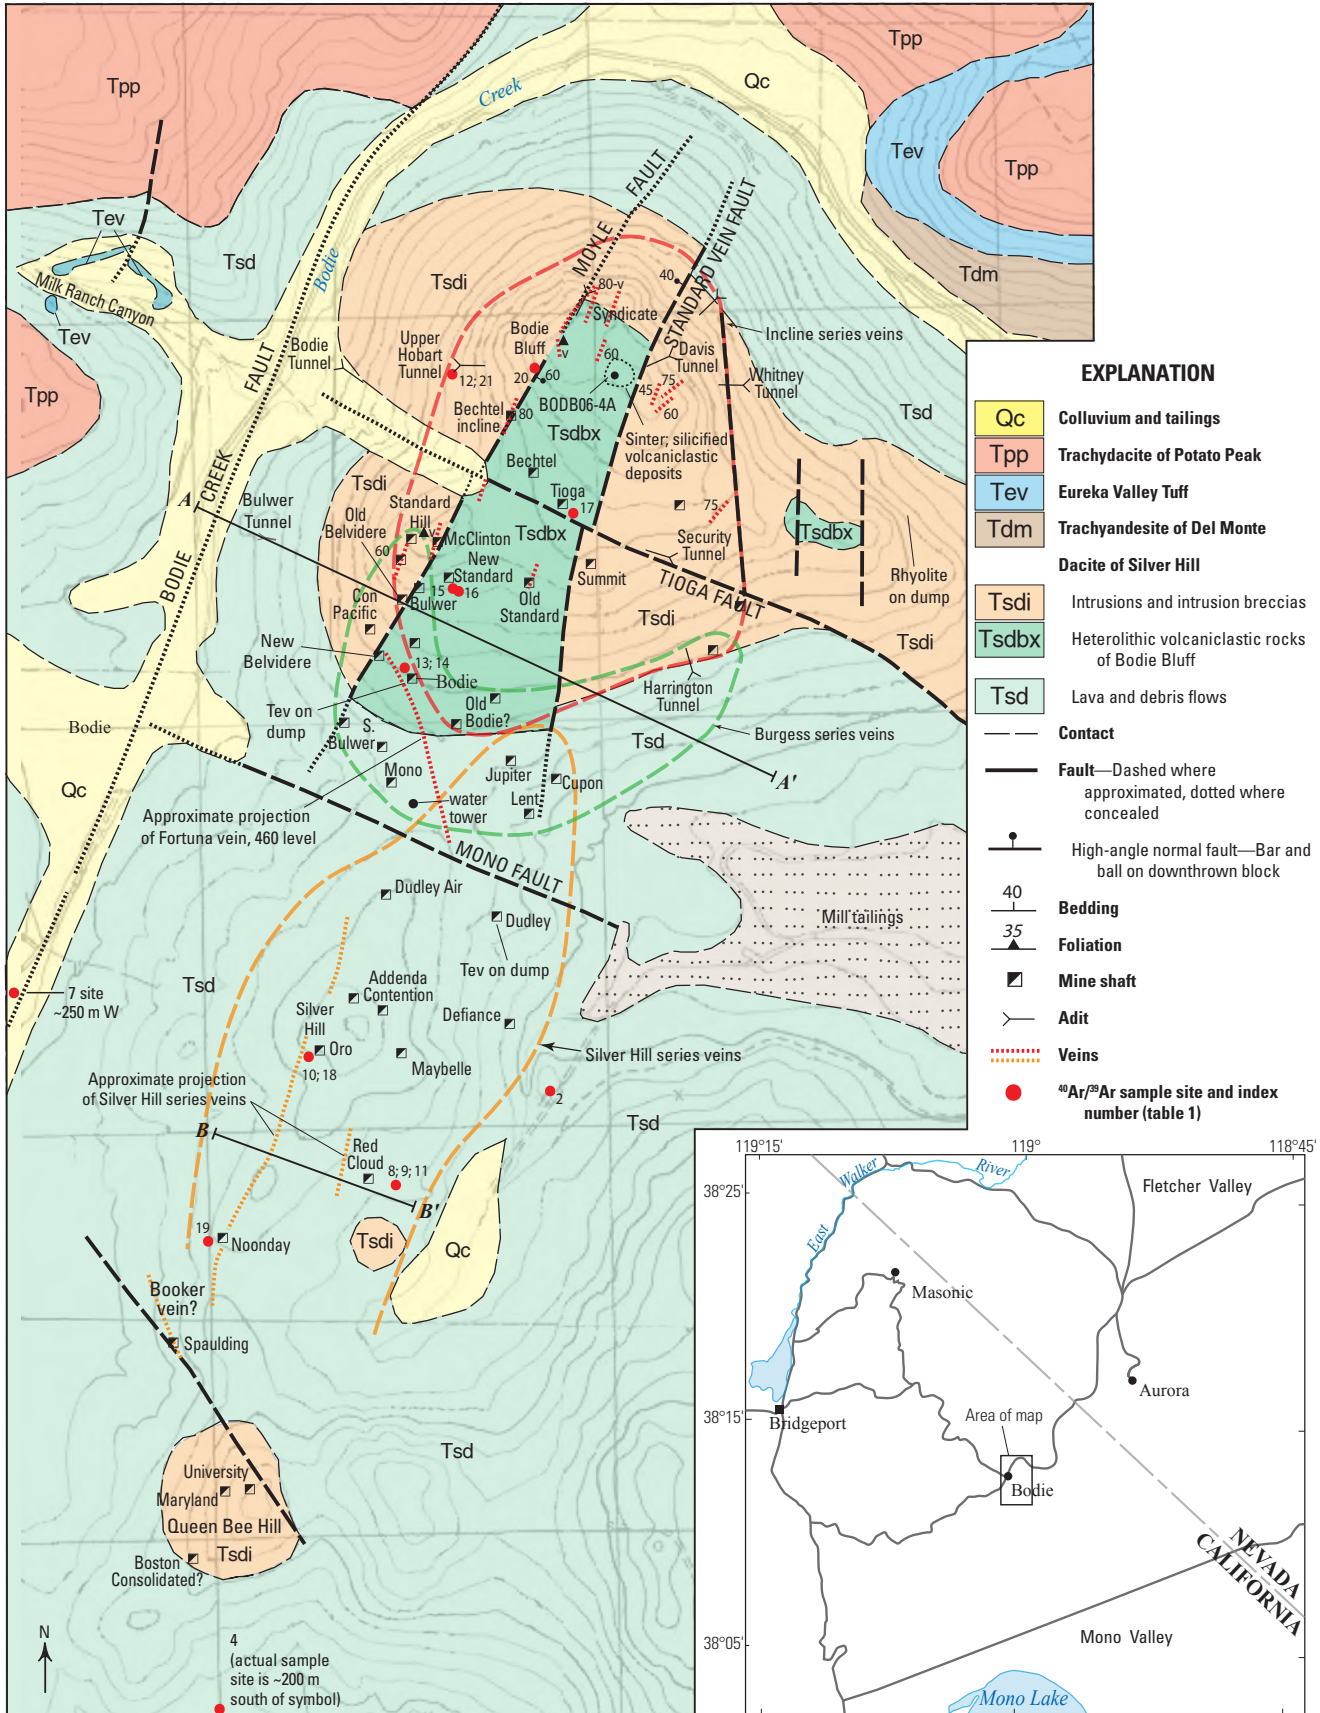 Tpp
Tpp
Qc
Creek
Tev
Tpp
Tev
Tsd
Bodie
Milk Ranch Canyon
Tev
Tpp
Tsdi
MOYLE FAULT
STANDARD VEIN FAULT
40
80-v
Syndicate
Tdm
Incline series veins
Bodie
Tunnel
Upper
Hobart
Tunnel
12; 21
Bodie
Bluff
v
20
60
60
Davis
Tunnel
Whitney
Tunnel
45
75
60
Tsd
BODB06-4A
Bechtel
incline
80
Tsdbx
Sinter; silicified
volcaniclastic
deposits
Bechtel
Tioga
17
75
Security
Tunnel
BODIE CREEK FAULT
A
Bulwer
Tunnel
Tsdi
Old
Belvidere
Standard
Hill
v
60
McClinton
New
Standard
15
16
Tsdbx
Old
Standard
Summit
TIOGA FAULT
Tsdbx
Rhyolite
on dump
Con
Pacific
Bulwer
Tsdi
Tsdi
New
Belvidere
13; 14
Bodie
Harrington
Tunnel
Tev on
dump
Old
Bodie?
Bodie
S.
Bulwer
Tsd
Burgess series veins
Mono
Jupiter
Cupon
A'
Qc
water
tower
Lent
Approximate projection
of Fortuna vein, 460 level
MONO FAULT
Dudley Air
Dudley
Mill tailings
Tev on dump
Tsd
7 site
~250 m W
Addenda
Contention
Silver
Hill
Defiance
Oro
10; 18
Maybelle
Silver Hill series veins
Approximate projection
of Silver Hill series veins
2
Tsd
B
Red
Cloud
8; 9; 11
B'
19
Noonday
Tsdi
Qc
Booker
vein?
Spaulding
Tsd
University
Maryland
Queen Bee Hill
Tsdi
Boston
Consolidated?
N
4
(actual sample
site is ~200 m
south of symbol)
EXPLANATION
Qc Colluvium and tailings
Tpp Trachydacite of Potato Peak
Tev Eureka Valley Tuff
Tdm Trachyandesite of Del Monte
Dacite of Silver Hill
Tsdi Intrusions and intrusion breccias
Tsdbx Heterolithic volcaniclastic rocks
of Bodie Bluff
Tsd Lava and debris flows
Contact
Fault—Dashed where
approximated, dotted where
concealed
High-angle normal fault—Bar and
ball on downthrown block
40 Bedding
35 Foliation
Mine shaft
Adit
Veins
⁴⁰Ar/³⁹Ar sample site and index
number (table 1)
119°15'
119°
118°45'
38°25'
Walker
River
East
Fletcher Valley
Masonic
Aurora
38°15'
Bridgeport
Area of map
Bodie
NEVADA
CALIFORNIA
38°05'
Mono Valley
Mono Lake